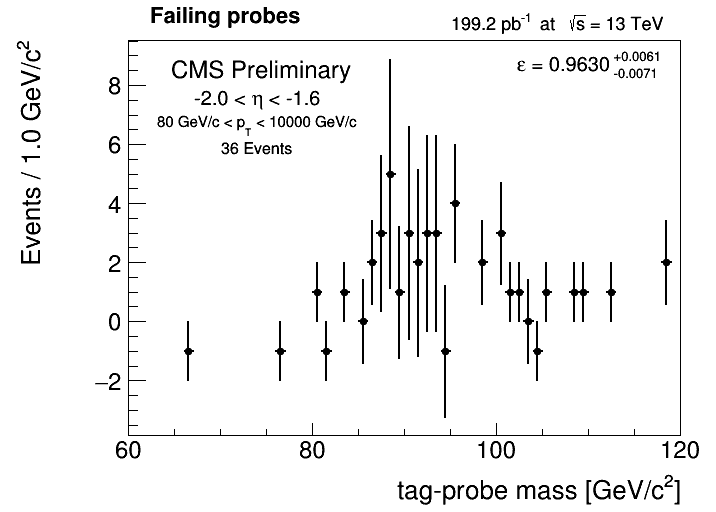 Failing probes
199.2 pb⁻¹ at √s = 13 TeV
CMS Preliminary
-2.0 < η < -1.6
80 GeV/c < p_T < 10000 GeV/c
36 Events
ε = 0.9630 +0.0061 -0.0071
Events / 1.0 GeV/c²
8
6
4
2
0
−2
60 80 100 120
tag-probe mass [GeV/c²]